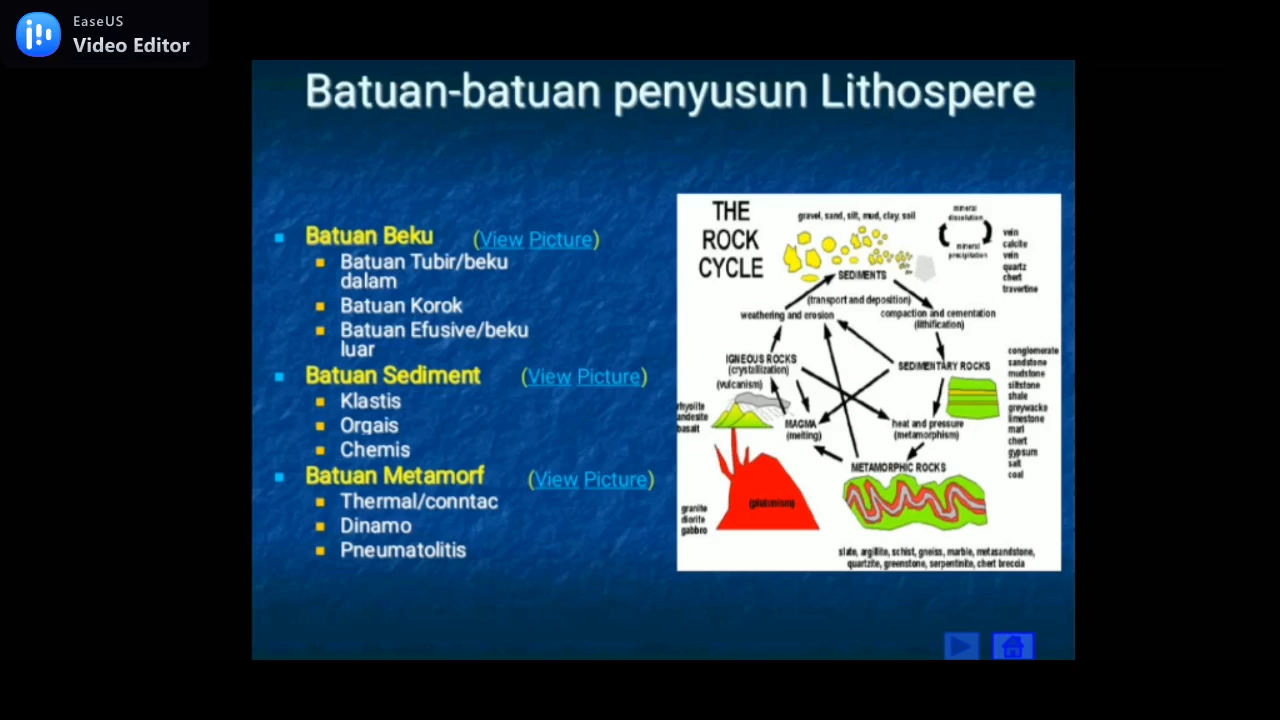 EaseUS
Video Editor
Batuan-batuan penyusun Lithospere
Batuan Beku (View Picture)
Batuan Tubir/beku
dalam
Batuan Korok
Batuan Efusive/beku
luar
Batuan Sediment (View Picture)
Klastis
Orgais
Chemis
Batuan Metamorf (View Picture)
Thermal/conntac
Dinamo
Pneumatolitis
THE
ROCK
CYCLE
gravel, sand, silt, mud, clay, soil
SEDIMENTS
mineral
dissolution
mineral
precipitation
vein
calcite
vein
quartz
chert
travertine
(transport and deposition)
weathering and erosion
compaction and cementation
(lithification)
IGNEOUS ROCKS
(crystallization)
(vulcanism)
SEDIMENTARY ROCKS
conglomerate
sandstone
mudstone
siltstone
shale
greywacke
limestone
marl
chert
gypsum
salt
coal
rhyolite
andesite
basalt
MAGMA
(melting)
heat and pressure
(metamorphism)
METAMORPHIC ROCKS
(plutonism)
granite
diorite
gabbro
slate, argillite, schist, gneiss, marble, metasandstone,
quartzite, greenstone, serpentinite, chert breccia